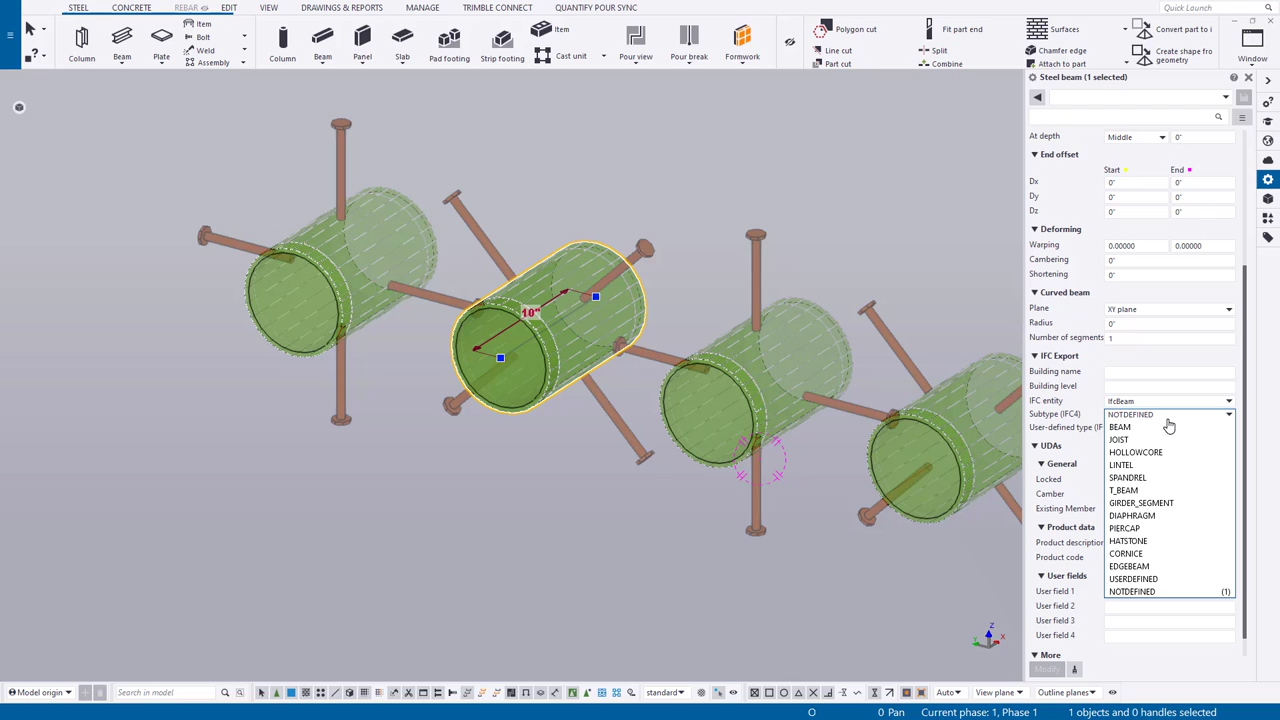 STEEL CONCRETE REBAR EDIT VIEW DRAWINGS & REPORTS MANAGE TRIMBLE CONNECT QUANTIFY POUR SYNC Quick Launch
Column Beam Plate Item Bolt Weld Assembly
Column Beam Panel Slab Pad footing Strip footing Item Cast unit Pour view Pour break Formwork
Polygon cut Line cut Part cut Fit part end Split Combine
Surfaces Chamfer edge Attach to part Convert part to i Create shape from geometry Window
Steel beam (1 selected)
At depth Middle 0"
End offset
Start End
Dx 0" 0"
Dy 0" 0"
Dz 0" 0"
Deforming
Warping 0.00000 0.00000
Cambering 0"
Shortening 0"
Curved beam
Plane XY plane
Radius 0"
Number of segments 1
IFC Export
Building name
Building level
IFC entity IfcBeam
Subtype (IFC4) NOTDEFINED
User-defined type (IF
BEAM
JOIST
HOLLOWCORE
LINTEL
SPANDREL
T_BEAM
GIRDER_SEGMENT
DIAPHRAGM
PIERCAP
HATSTONE
CORNICE
EDGEBEAM
USERDEFINED
NOTDEFINED (1)
UDAs
General
Locked
Camber
Existing Member
Product data
Product description
Product code
User fields
User field 1
User field 2
User field 3
User field 4
More
Modify
10"
Z
Y
X
Model origin Search in model standard Auto View plane Outline planes
O 0 Pan Current phase: 1, Phase 1 1 objects and 0 handles selected